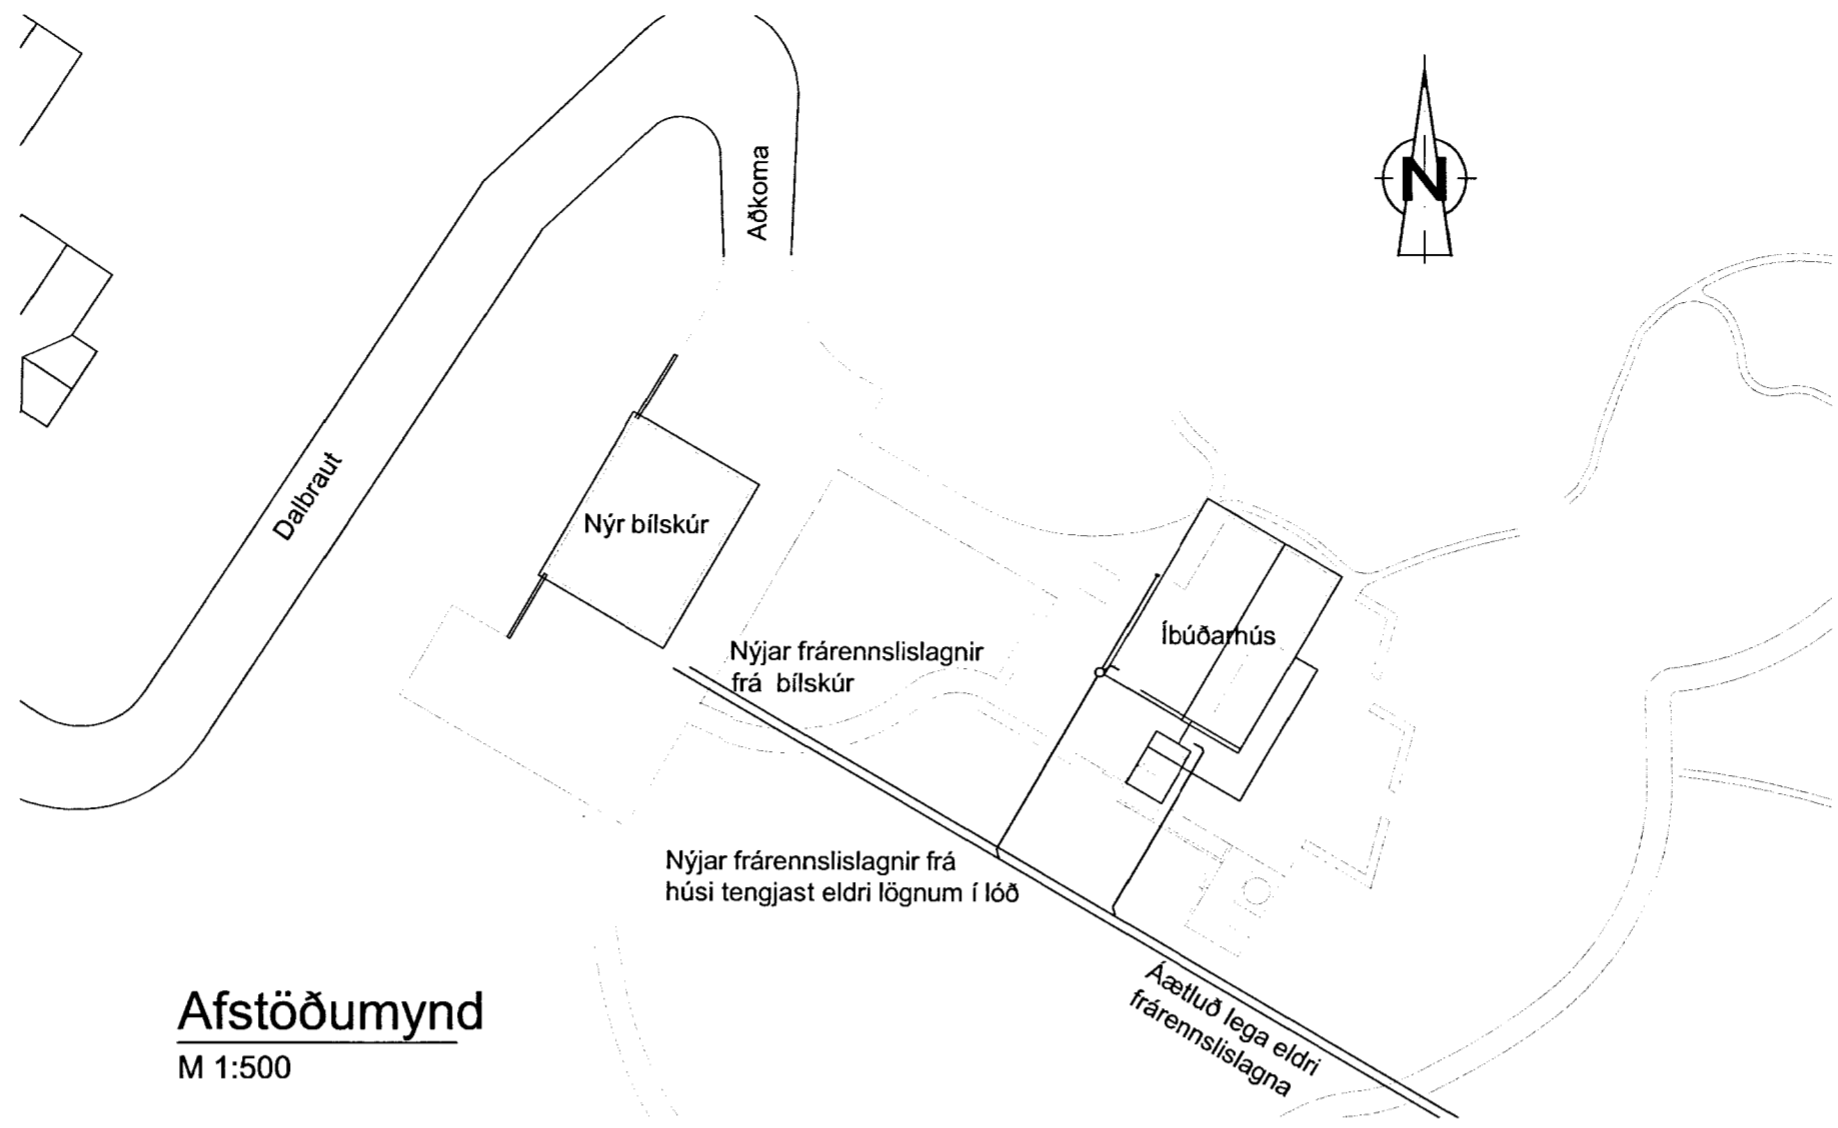 Aðkoma
N
Dalbraut
Nýr bílskúr
Íbúðarhús
Nýjar frárennslislagnir
frá bílskúr
Nýjar frárennslislagnir frá
húsi tengjast eldri lögnum í lóð
Áætluð lega eldri
frárennslislagna
Afstöðumynd
M 1:500